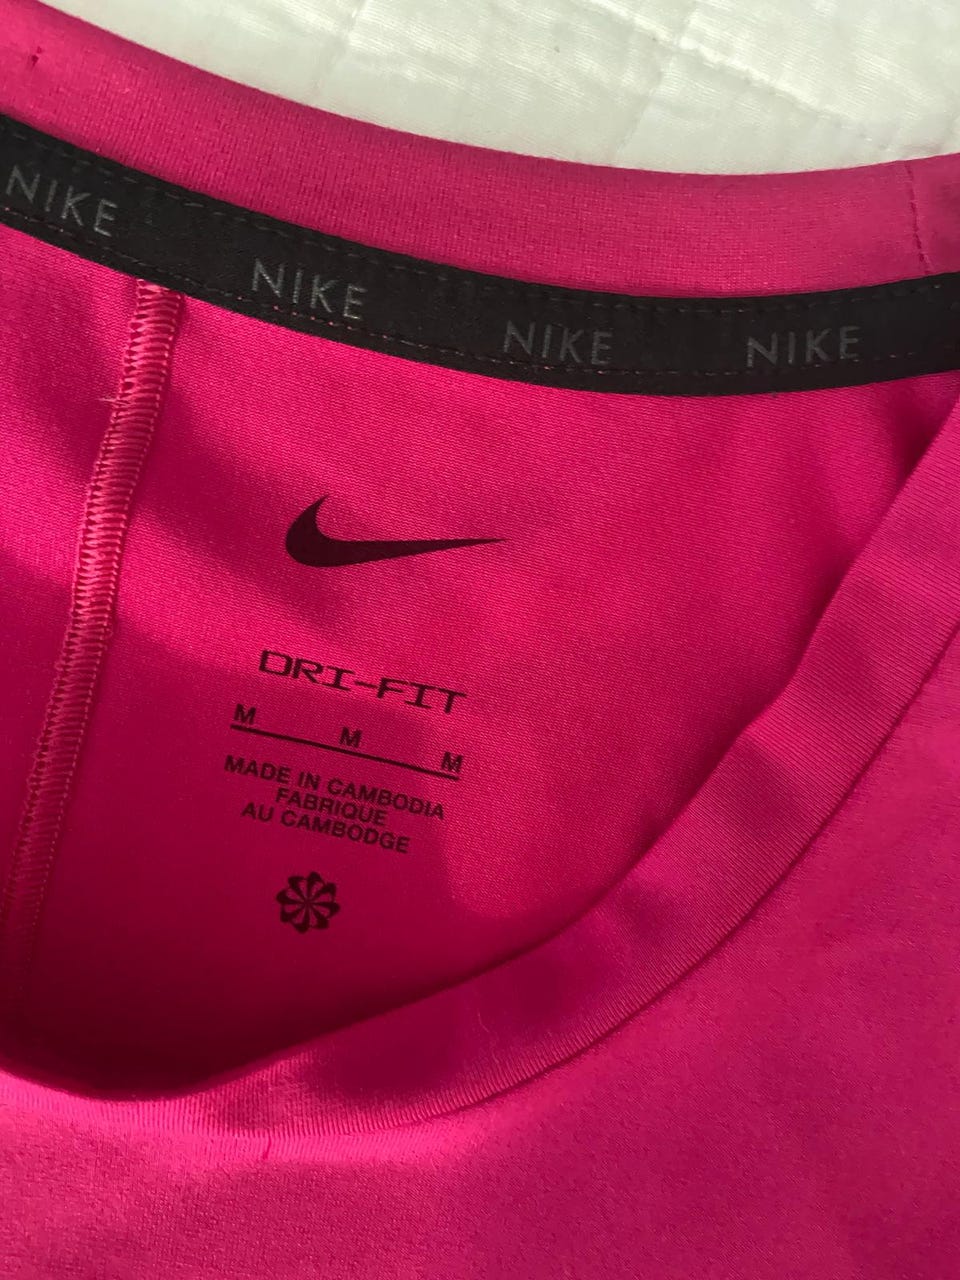 NIKE NIKE NIKE NIKE
DRI-FIT
M M M
MADE IN CAMBODIA
FABRIQUE
AU CAMBODGE